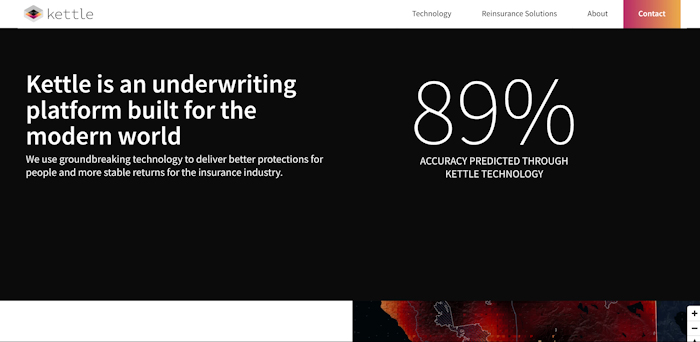 kettle
Technology
Reinsurance Solutions
About
Contact
Kettle is an underwriting
platform built for the
modern world
We use groundbreaking technology to deliver better protections for
people and more stable returns for the insurance industry.
89%
ACCURACY PREDICTED THROUGH
KETTLE TECHNOLOGY
+
−